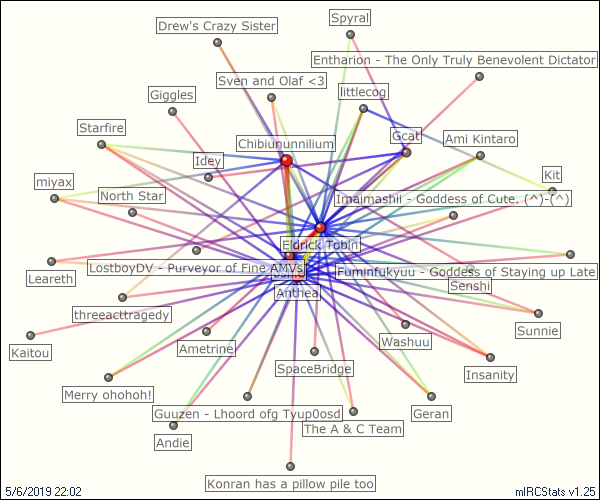 Spyral
Drew's Crazy Sister
Entharion - The Only Truly Benevolent Dictator
Sven and Olaf <3
littlecog
Giggles
Starfire
Gcat
Ami Kintaro
Chibiununnilium
Idey
Kit
miyax
North Star
Imaimashii - Goddess of Cute. (^)-(^)
Eldrick Tobin
LostboyDV - Purveyor of Fine AMVs
Fuminfukyuu - Goddess of Staying up Late
Leareth
Senshi
Anthea
threeacttragedy
Sunnie
Kaitou
Ametrine
Washuu
SpaceBridge
Insanity
Merry ohohoh!
Guuzen - Lhoord ofg Tyup0osd
Geran
The A & C Team
Andie
Konran has a pillow pile too
5/6/2019 22:02
mIRCStats v1.25